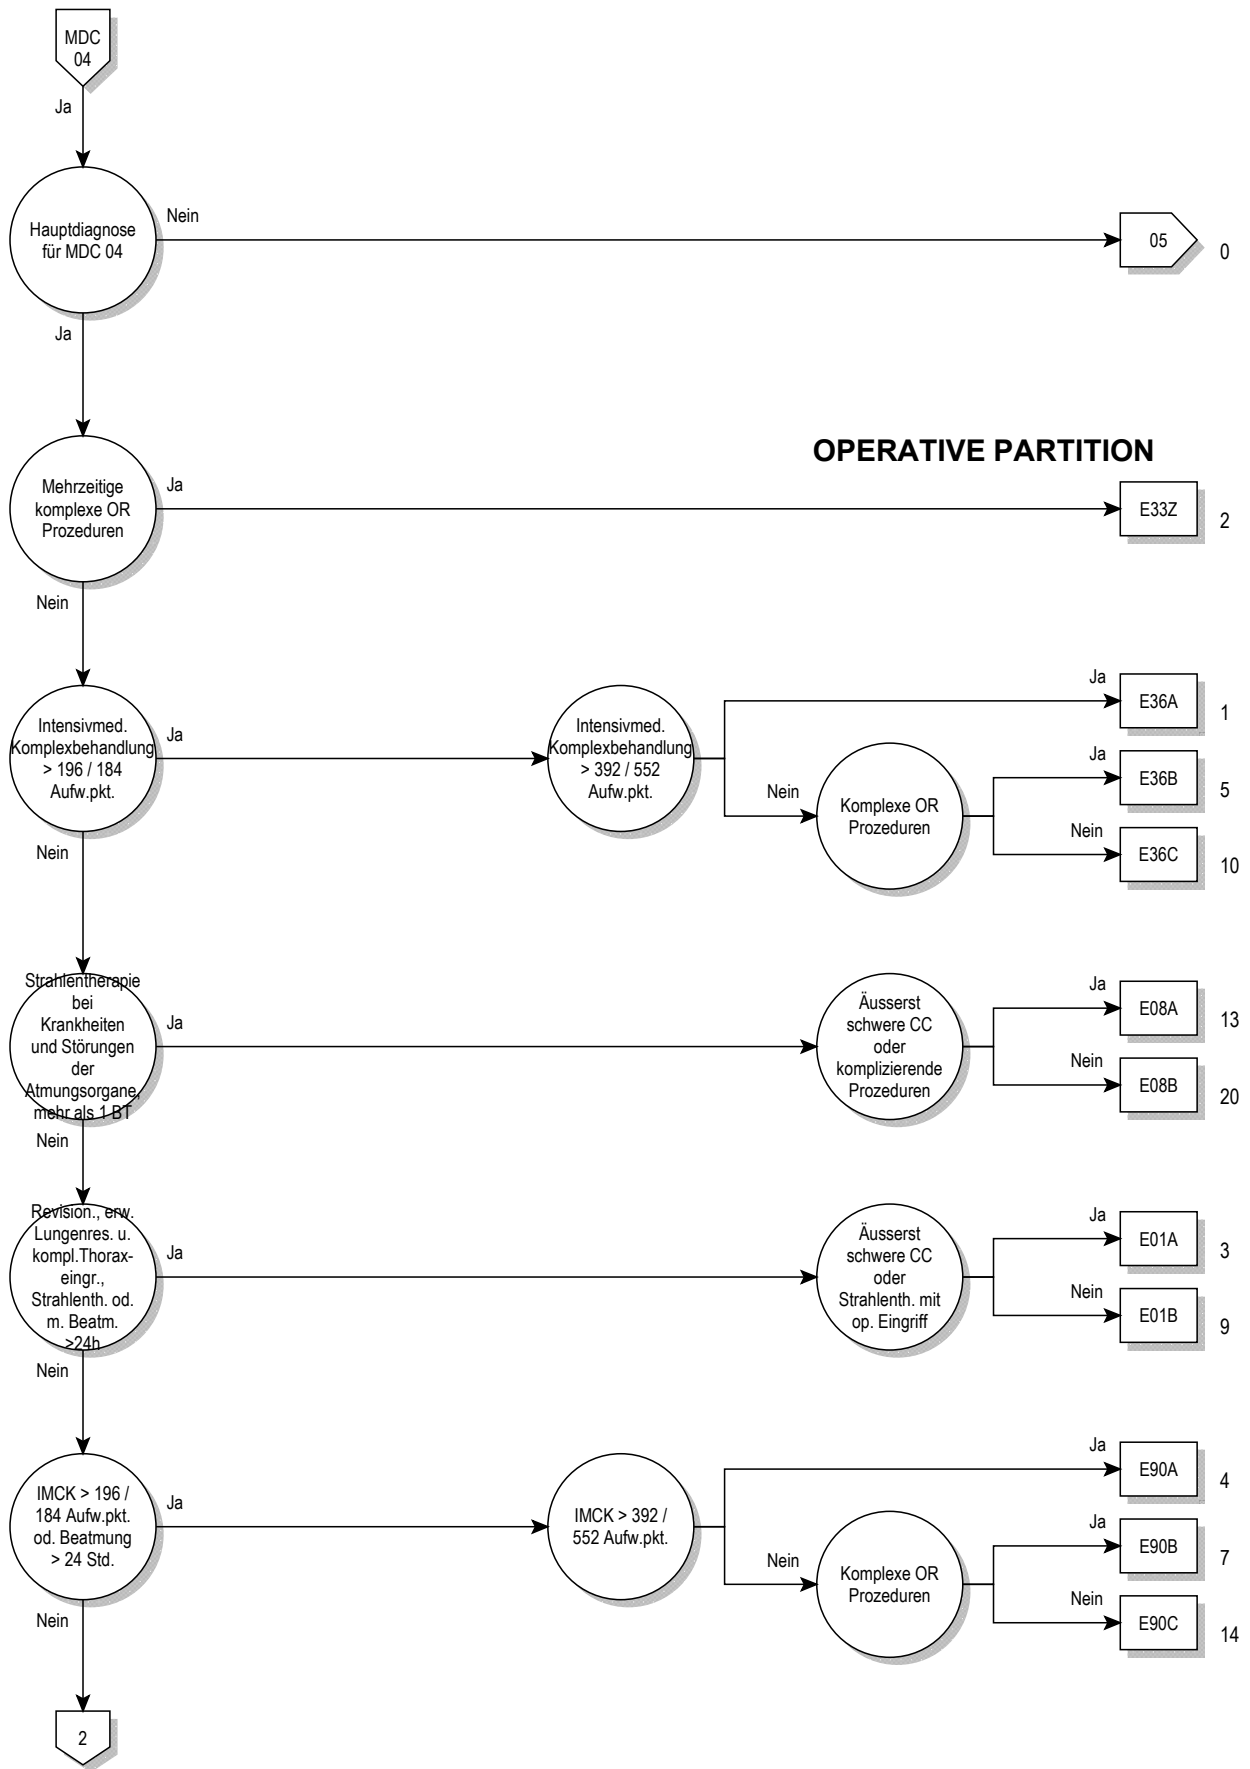 MDC
04
Ja
Hauptdiagnose
für MDC 04
Nein
05
0
Ja
OPERATIVE PARTITION
Mehrzeitige
komplexe OR
Prozeduren
Ja
E33Z
2
Nein
Intensivmed.
Komplexbehandlung
> 196 / 184
Aufw.pkt.
Ja
Intensivmed.
Komplexbehandlung
> 392 / 552
Aufw.pkt.
Ja
E36A
1
Nein
Komplexe OR
Prozeduren
Ja
E36B
5
Nein
E36C
10
Nein
Strahlentherapie
bei
Krankheiten
und Störungen
der
Atmungsorgane,
mehr als 1 BT
Ja
Äusserst
schwere CC
oder
komplizierende
Prozeduren
Ja
E08A
13
Nein
E08B
20
Nein
Revision., erw.
Lungenres. u.
kompl.Thorax-
eingr.,
Strahlenth. od.
m. Beatm.
>24h
Ja
Äusserst
schwere CC
oder
Strahlenth. mit
op. Eingriff
Ja
E01A
3
Nein
E01B
9
Nein
IMCK > 196 /
184 Aufw.pkt.
od. Beatmung
> 24 Std.
Ja
IMCK > 392 /
552 Aufw.pkt.
Ja
E90A
4
Nein
Komplexe OR
Prozeduren
Ja
E90B
7
Nein
E90C
14
Nein
2